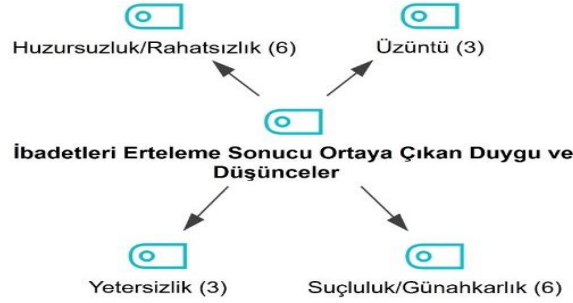 Huzursuzluk/Rahatsızlık (6)
Üzüntü (3)
İbadetleri Erteleme Sonucu Ortaya Çıkan Duygu ve
Düşünceler
Yetersizlik (3)
Suçluluk/Günahkarlık (6)